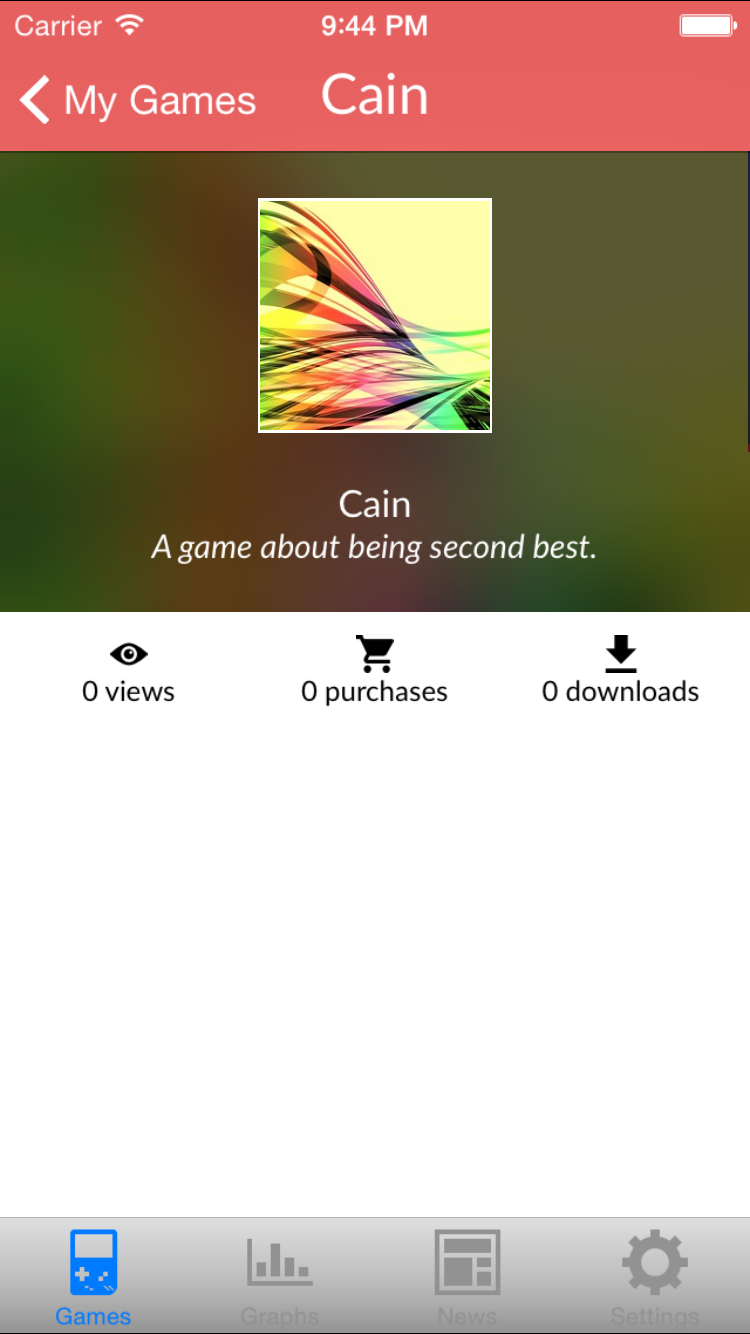 Carrier 9:44 PM
My Games Cain
Cain
A game about being second best.
0 views 0 purchases 0 downloads
Games Graphs News Settings